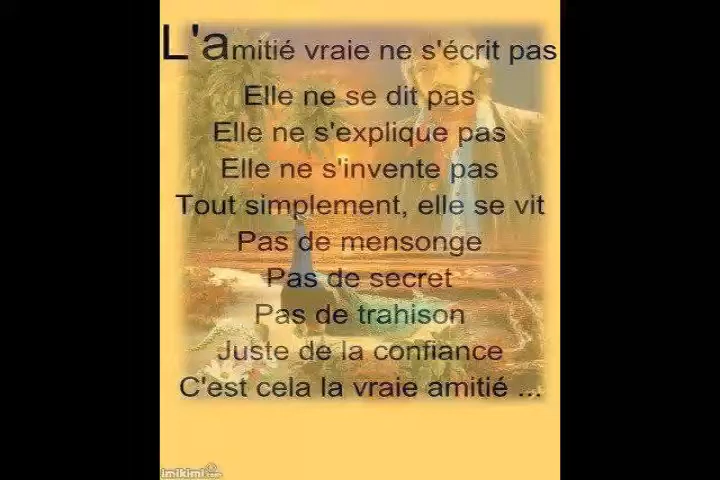 L'amitié vraie ne s'écrit pas
Elle ne se dit pas
Elle ne s'explique pas
Elle ne s'invente pas
Tout simplement, elle se vit
Pas de mensonge
Pas de secret
Pas de trahison
Juste de la confiance
C'est cela la vraie amitié ...
imikimi.com